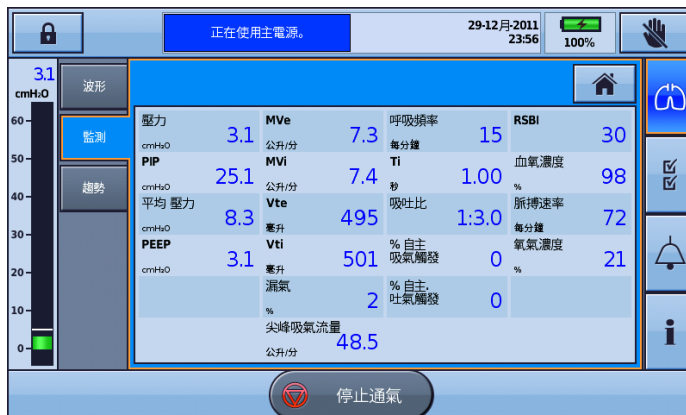 正在使用主電源。
29-12月-2011
23:56
100%
3.1
cmH₂O
60
50
40
30
20
10
0
波形
監測
趨勢
壓力 cmH₂O 3.1
MVe 公升/分 7.3
呼吸頻率 每分鐘 15
RSBI 30
PIP cmH₂O 25.1
MVi 公升/分 7.4
Ti 秒 1.00
血氧濃度 % 98
平均 壓力 cmH₂O 8.3
Vte 毫升 495
吸吐比 1:3.0
脈搏速率 每分鐘 72
PEEP cmH₂O 3.1
Vti 毫升 501
% 自主 吸氣觸發 0
氧氣濃度 % 21
漏氣 % 2
% 自主. 吐氣觸發 0
尖峰吸氣流量 公升/分 48.5
停止通氣